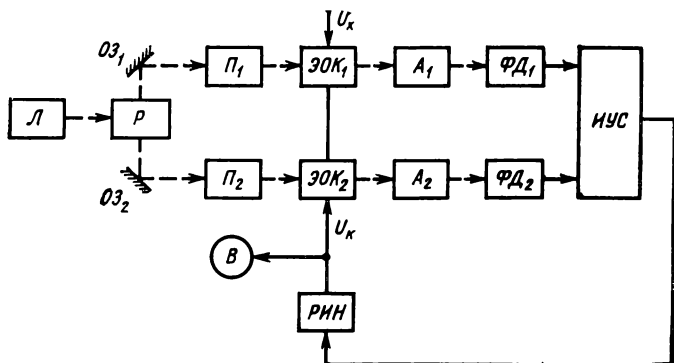 Uₓ
ОЗ₁
П₁
ЭОК₁
А₁
ФД₁
Л
Р
ИУС
ОЗ₂
П₂
ЭОК₂
А₂
ФД₂
Uк
В
РИН